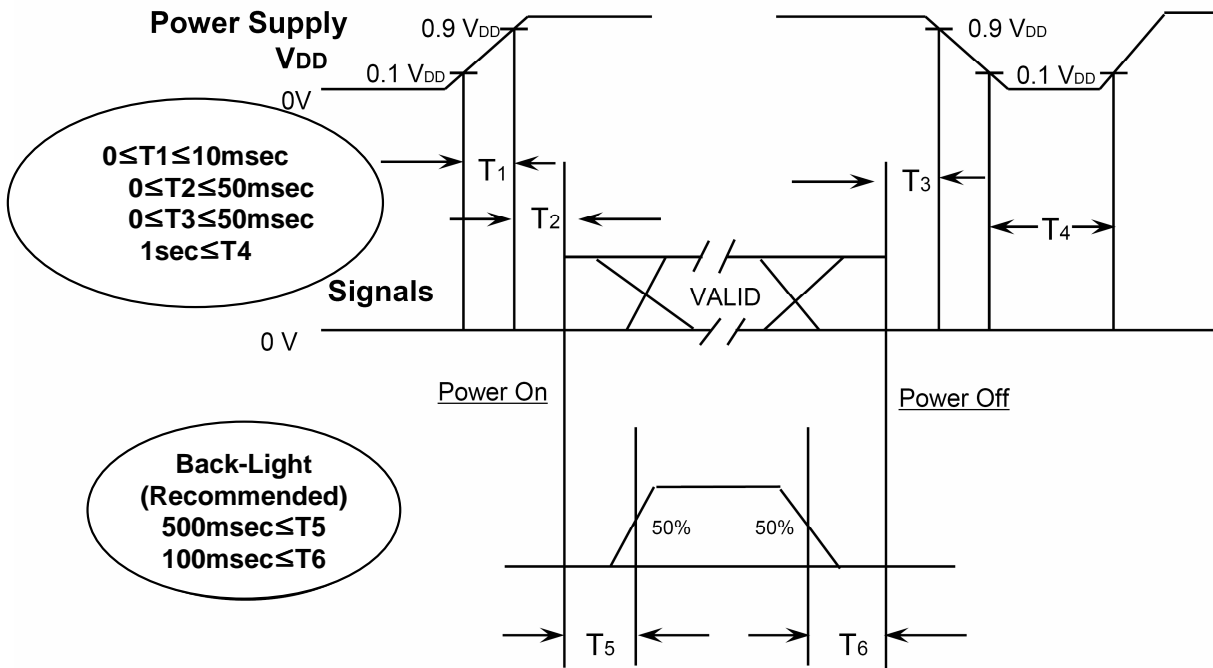 Power Supply
VDD
0.9 VDD
0.1 VDD
0V
0.9 VDD
0.1 VDD
0≤T1≤10msec
0≤T2≤50msec
0≤T3≤50msec
1sec≤T4
T1
T2
T3
T4
Signals
VALID
0 V
Power On
Power Off
Back-Light
(Recommended)
500msec≤T5
100msec≤T6
50%
50%
T5
T6